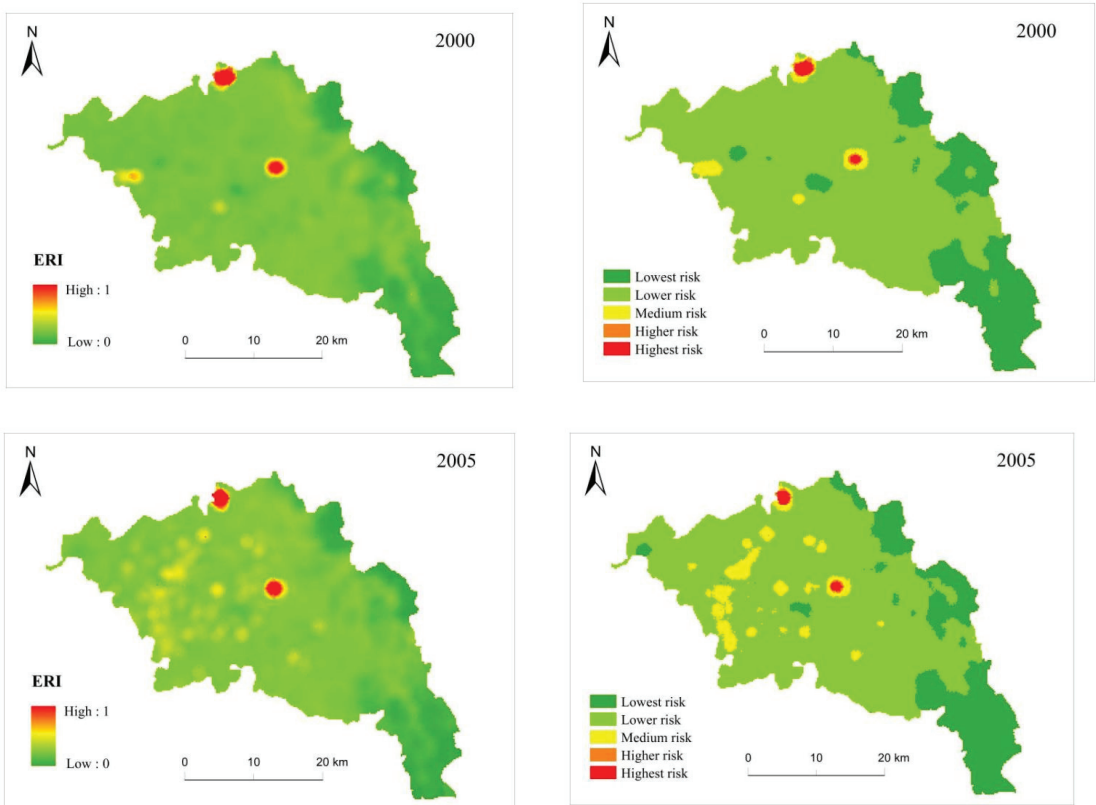 N
2000
ERI
High : 1
Low : 0
0 10 20 km
N
2000
Lowest risk
Lower risk
Medium risk
Higher risk
Highest risk
0 10 20 km
N
2005
ERI
High : 1
Low : 0
0 10 20 km
N
2005
Lowest risk
Lower risk
Medium risk
Higher risk
Highest risk
0 10 20 km